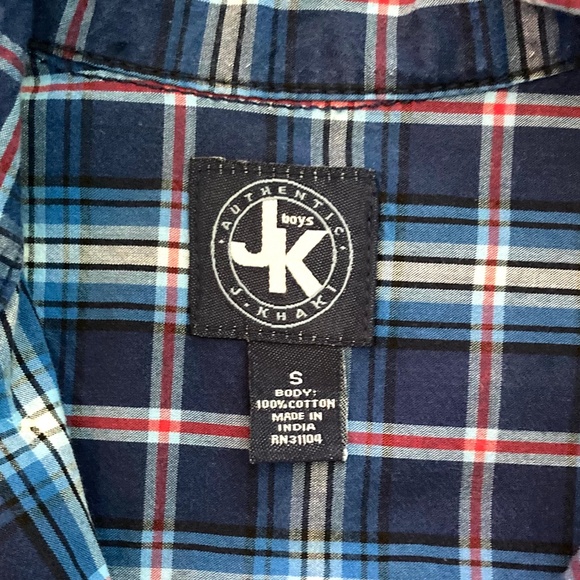 AUTHENTIC
boys
JK
J. KHAKI
S
BODY:
100% COTTON
MADE IN
INDIA
RN31104